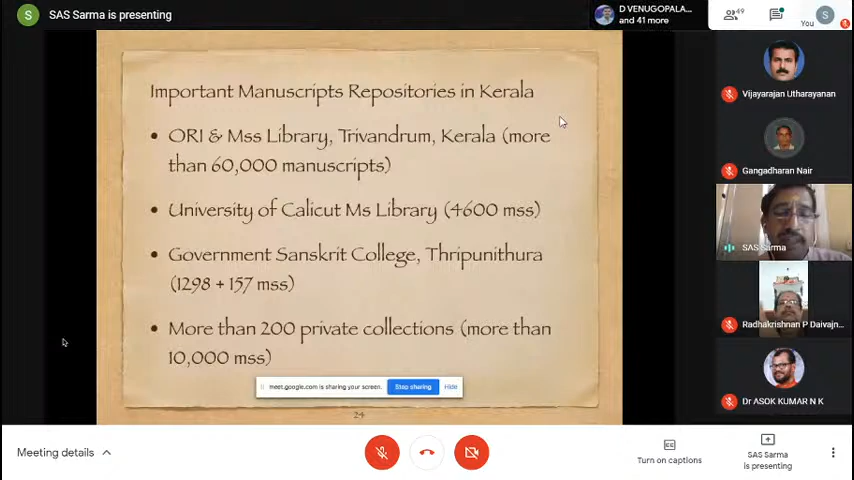 S SAS Sarma is presenting
D VENUGOPALA...
and 41 more
49
You
S
Important Manuscripts Repositories in Kerala
• ORI & Mss Library, Trivandrum, Kerala (more
than 60,000 manuscripts)
• University of Calicut Ms Library (4600 mss)
• Government Sanskrit College, Thripunithura
(1298 + 157 mss)
• More than 200 private collections (more than
10,000 mss)
meet.google.com is sharing your screen. Stop sharing Hide
24
Vijayarajan Utharayanan
Gangadharan Nair
SAS Sarma
Radhakrishnan P Daivajn...
Dr ASOK KUMAR N K
Meeting details
Turn on captions
SAS Sarma
is presenting